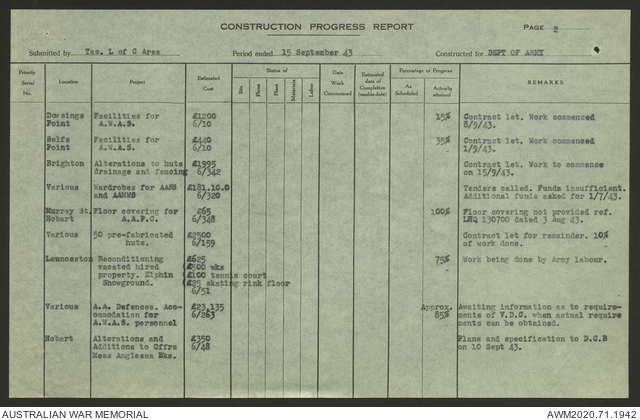 CONSTRUCTION PROGRESS REPORT PAGE 2
Submitted by Tas. L of C Area Period ended 15 September 43 Constructed for DEPT OF ARMY
Priority Serial No. Location Project Estimated Cost Status of Site Plans Plant Materials Labor Date Work Commenced Estimated date of Completion (usable date) Percentage of Progress As Scheduled Actually attained REMARKS
Dowsings Facilities for £1200 15% Contract let. Work commenced
Point A.W.A.S. 6/10 8/9/43.
Selfs Facilities for £440 35% Contract let. Work commenced
Point A.W.A.S. 6/10 1/9/43.
Brighton Alterations to huts £1995 Contract let. Work to commence
drainage and fencing 6/342 on 15/9/43.
Various Wardrobes for AANS £181.10.0 Tenders called. Funds insufficient.
and AAMWS 6/320 Additional funds asked for 1/7/43.
Murray St. Floor covering for £65 100% Floor covering not provided ref.
Hobart A.A.P.C. 6/348 LHQ 130700 dated 3 Aug 43.
Various 50 pre-fabricated £2500 Contract let for remainder. 10%
huts. 6/159 of work done.
Launceston Reconditioning £625 75% Work being done by Army labour.
vacated hired (£500 wks
property. Elphin (£100 tennis court
Showground. (£25 skating rink floor
6/51
Various A.A. Defences. Acc- £23,135 Approx. Awaiting information as to require-
ommodation for 6/263 85% ments of V.D.C. when actual require
A.W.A.S. personnel ments can be obtained.
Hobart Alterations and £350 Plans and specification to D.C.B
Additions to Offrs 6/48 on 10 Sept 43.
Mess Anglesea Bks.
AUSTRALIAN WAR MEMORIAL AWM2020.71.1942